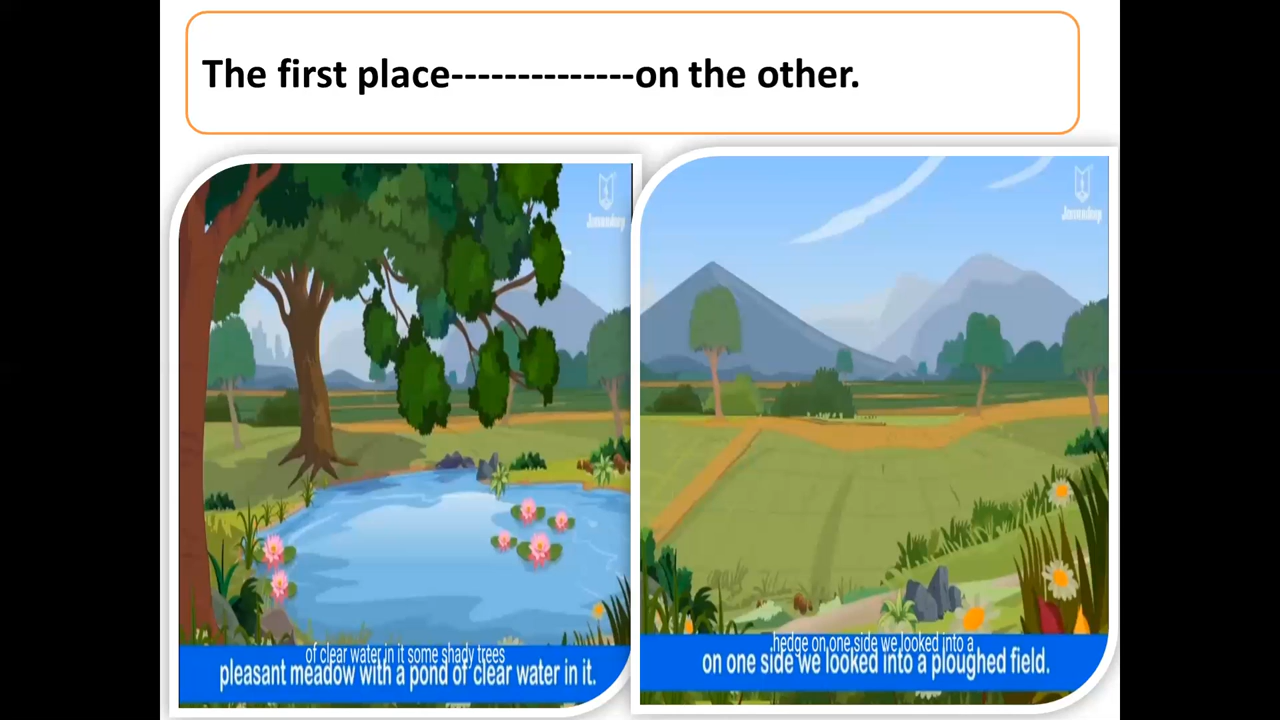 The first place--------------on the other.
of clear water in it some shady trees
pleasant meadow with a pond of clear water in it.
hedge on one side we looked into a
on one side we looked into a ploughed field.